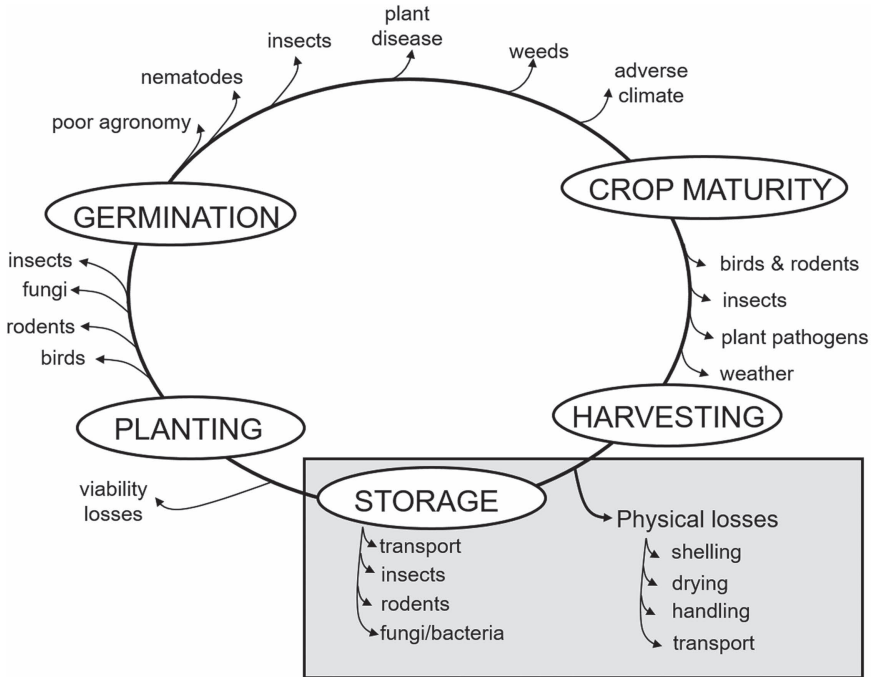 plant
disease
insects
weeds
nematodes
adverse
climate
poor agronomy
CROP MATURITY
GERMINATION
insects
fungi
rodents
birds
birds & rodents
insects
plant pathogens
weather
PLANTING
HARVESTING
viability
losses
STORAGE
transport
insects
rodents
fungi/bacteria
Physical losses
shelling
drying
handling
transport